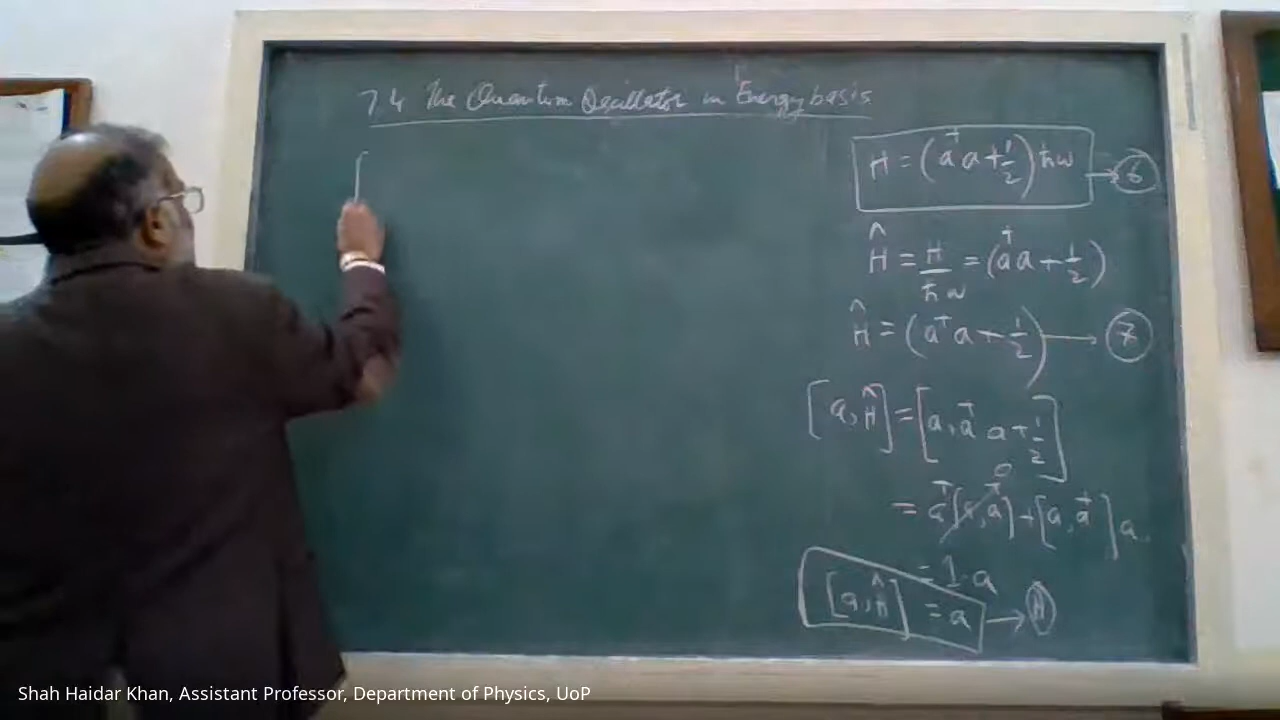 7.4 The Quantum Oscillator in Energy basis
[
H = (a†a + 1/2) ħω → 6
Ĥ = H/ħω = (a†a + 1/2)
Ĥ = (a†a + 1/2) → 7
[a, Ĥ] = [a, a†a + 1/2]
= a†[a, a] + [a, a†] a
= 1·a
[a, Ĥ] = a →
Shah Haidar Khan, Assistant Professor, Department of Physics, UoP